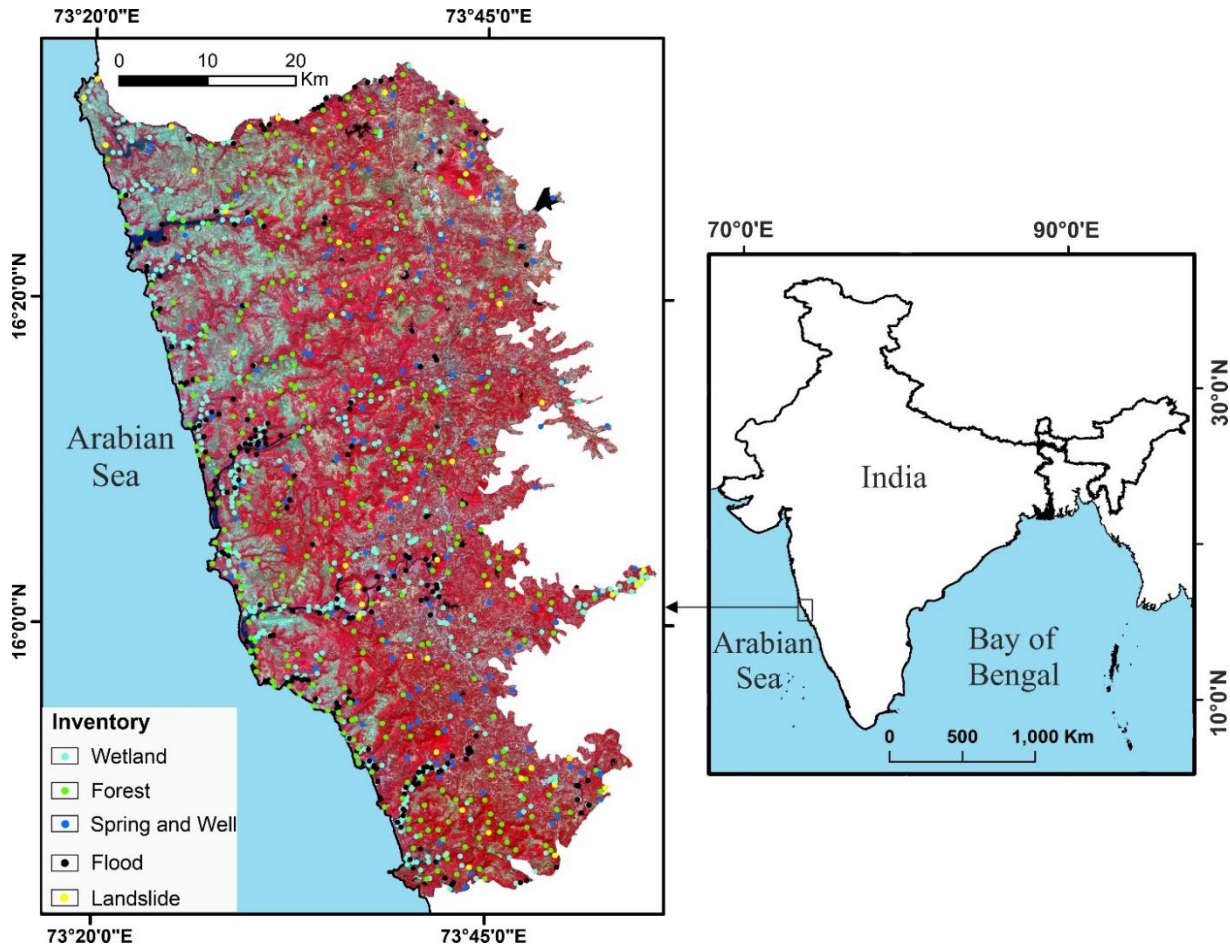 73°20'0"E
73°45'0"E
0
10
20
Km
16°20'0"N
16°0'0"N
Arabian
Sea
Inventory
Wetland
Forest
Spring and Well
Flood
Landslide
73°20'0"E
73°45'0"E
70°0'E
90°0'E
30°0'N
10°0'N
India
Arabian
Sea
Bay of
Bengal
0
500
1,000 Km